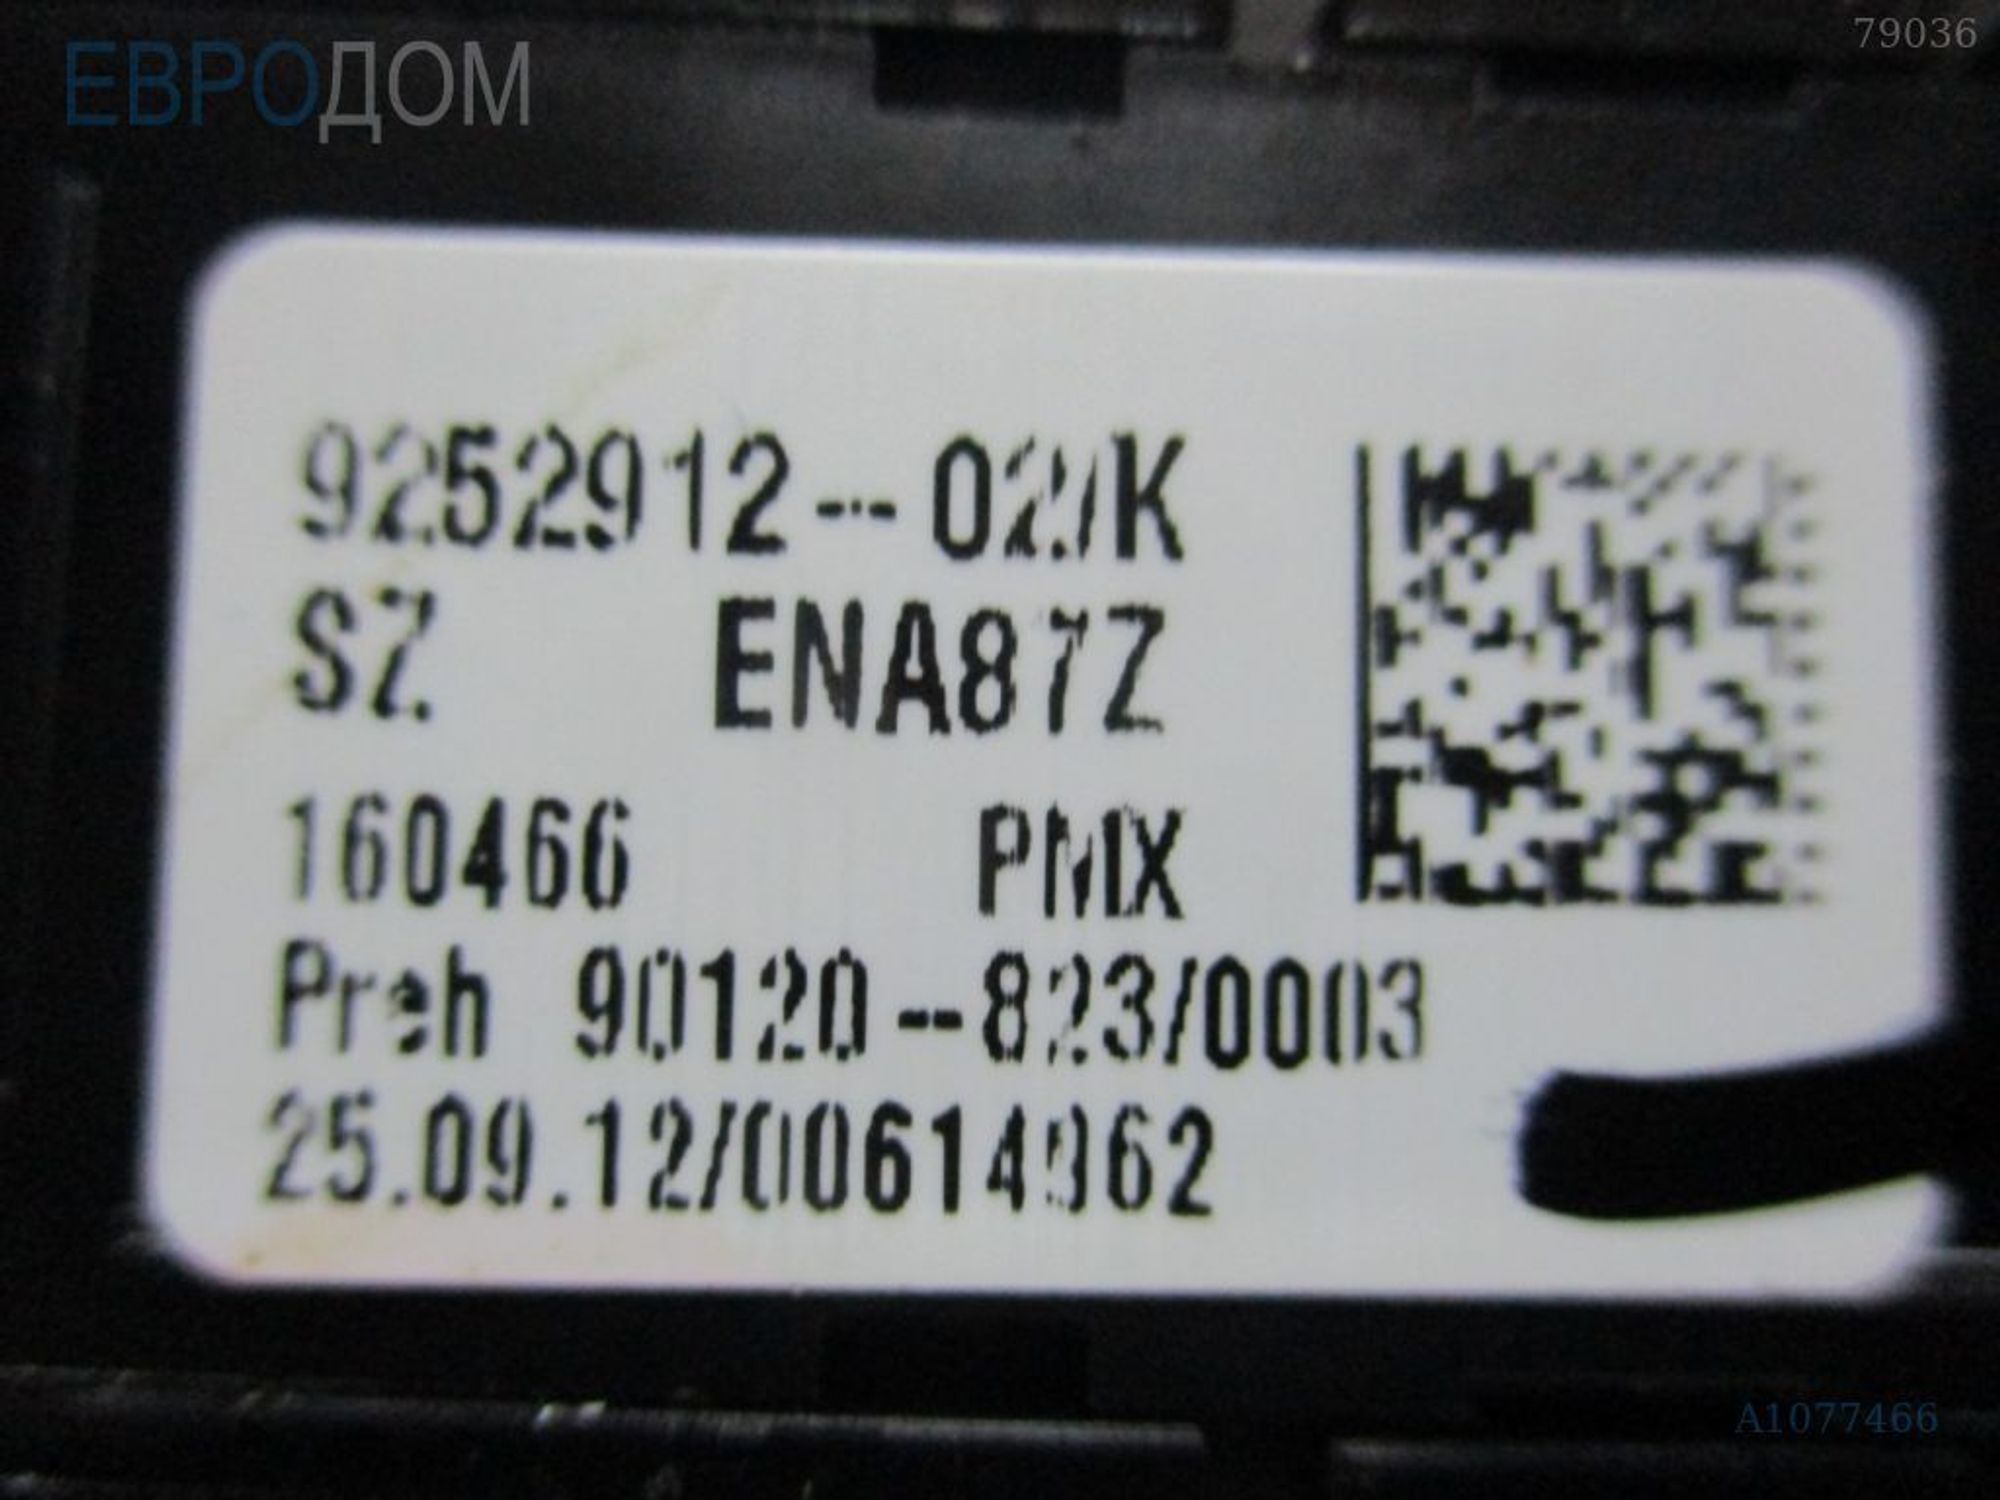 ЕВРОДОМ
79036
9252912--02/K
SZ ENA87Z
160466 PMX
Preh 90120--823/0003
25.09.12/00614962
A1077466